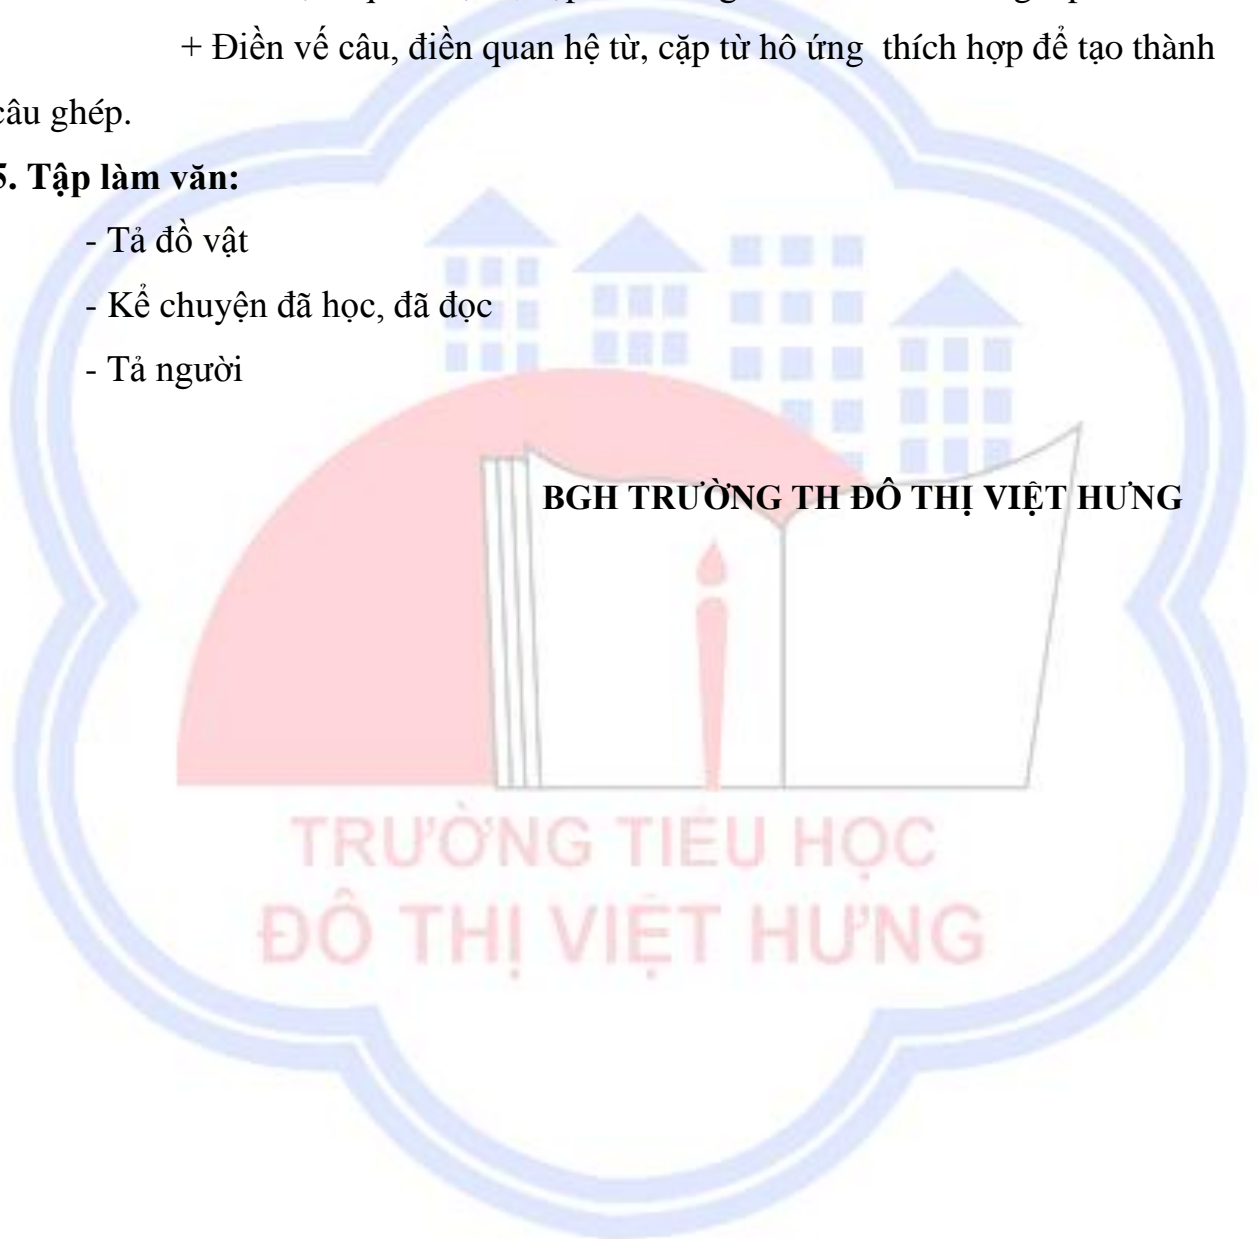 + Điền vế câu, điền quan hệ từ, cặp từ hô ứng thích hợp để tạo thành
câu ghép.
5. Tập làm văn:
- Tả đồ vật
- Kể chuyện đã học, đã đọc
- Tả người
BGH TRƯỜNG TH ĐÔ THỊ VIỆT HƯNG
TRƯỜNG TIỂU HỌC
ĐÔ THỊ VIỆT HƯNG